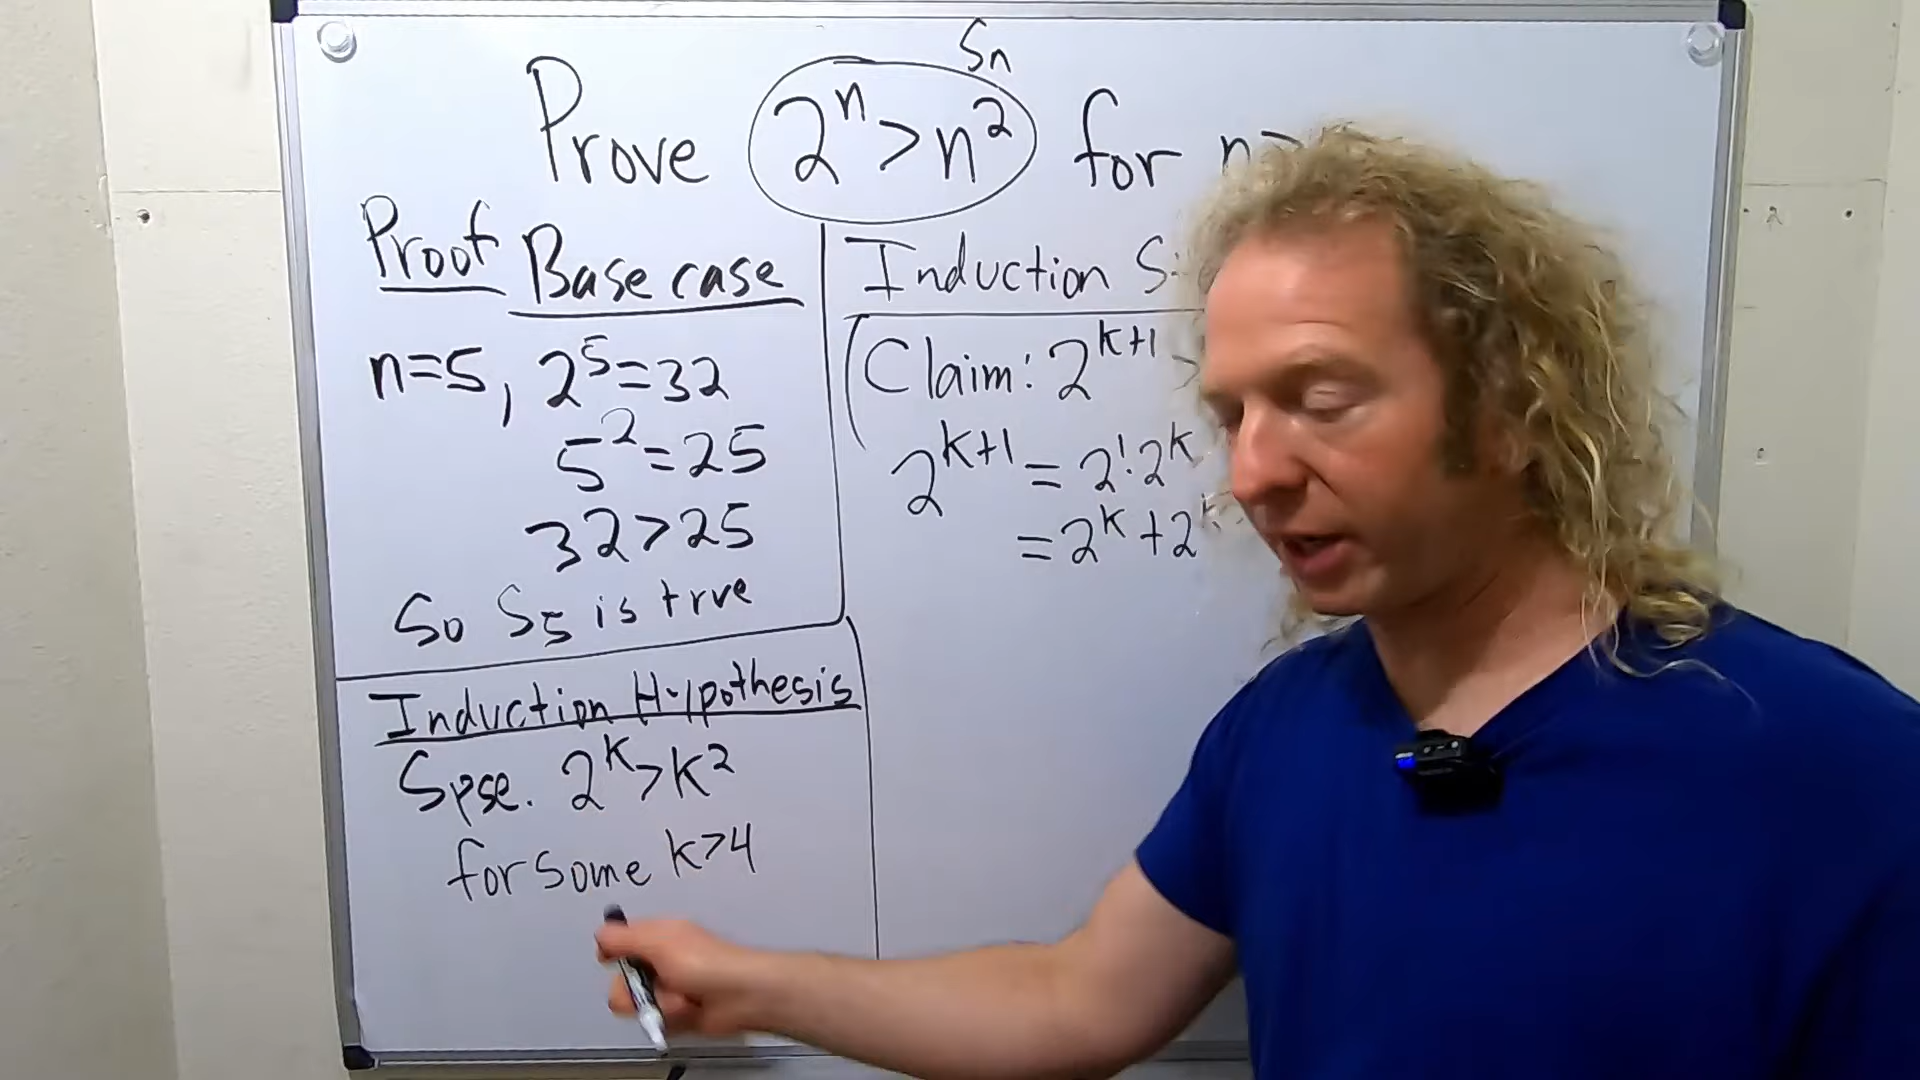 Sn
Prove 2ⁿ>n² for n>
Proof Base case
n=5, 2⁵=32
5²=25
32>25
So S₅ is true
Induction Hypothesis
Spse. 2ᵏ>k²
for some k>4
Induction
Claim: 2ᵏ⁺¹ >
2ᵏ⁺¹ = 2¹·2ᵏ
= 2ᵏ+2ᵏ